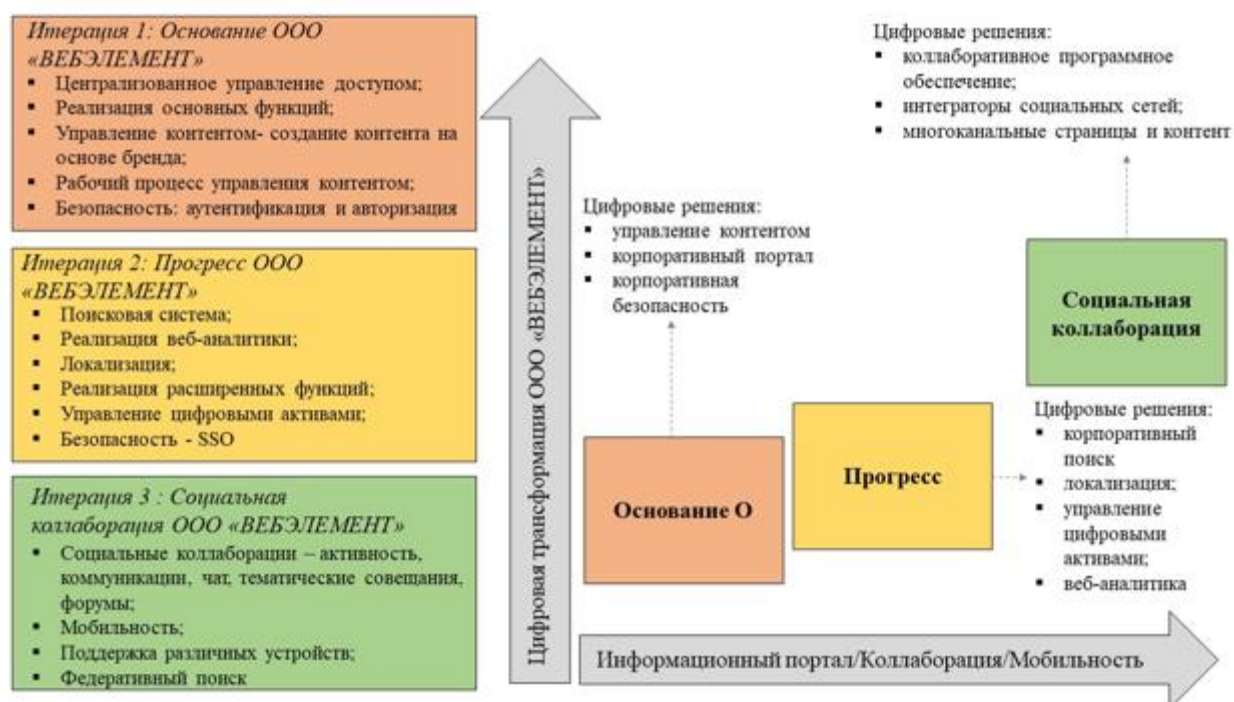 Итерация 1: Основание ООО
«ВЕБЭЛЕМЕНТ»
▪ Централизованное управление доступом;
▪ Реализация основных функций;
▪ Управление контентом- создание контента на
основе бренда;
▪ Рабочий процесс управления контентом;
▪ Безопасность: аутентификация и авторизация
Итерация 2: Прогресс ООО
«ВЕБЭЛЕМЕНТ»
▪ Поисковая система;
▪ Реализация веб-аналитики;
▪ Локализация;
▪ Реализация расширенных функций;
▪ Управление цифровыми активами;
▪ Безопасность - SSO
Итерация 3 : Социальная
коллаборация ООО «ВЕБЭЛЕМЕНТ»
▪ Социальные коллаборации – активность,
коммуникации, чат, тематические совещания,
форумы;
▪ Мобильность;
▪ Поддержка различных устройств;
▪ Федеративный поиск
Цифровая трансформация ООО «ВЕБЭЛЕМЕНТ»
Цифровые решения:
▪ управление контентом
▪ корпоративный портал
▪ корпоративная
безопасность
Основание О
Прогресс
Цифровые решения:
▪ коллаборативное программное
обеспечение;
▪ интеграторы социальных сетей;
▪ многоканальные страницы и контент
Социальная
коллаборация
Цифровые решения:
▪ корпоративный
поиск
▪ локализация;
▪ управление
цифровыми
активами;
▪ веб-аналитика
Информационный портал/Коллаборация/Мобильность